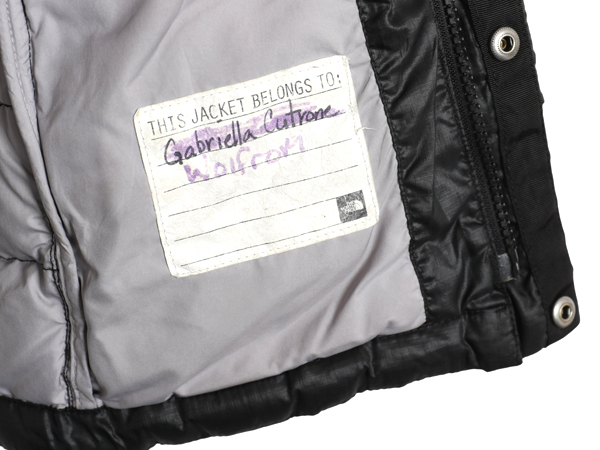 THIS JACKET BELONGS TO:
Gabriella Cutrone
Wolfrom